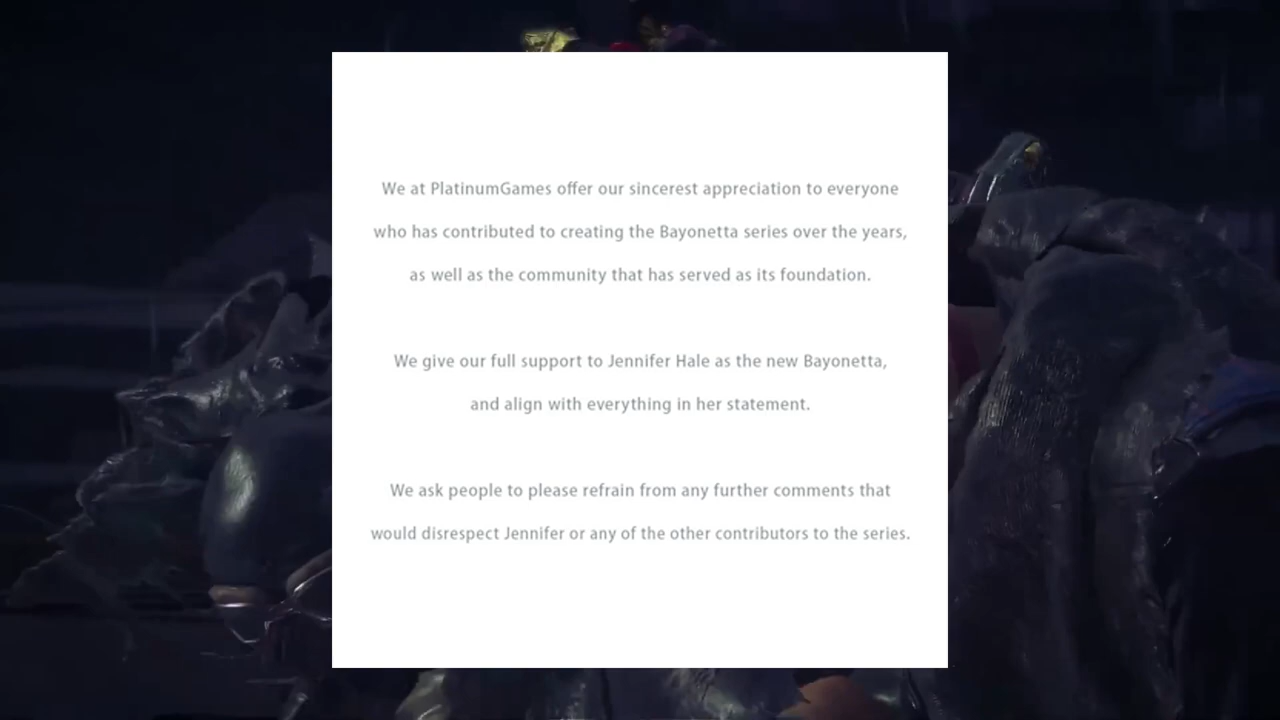 We at PlatinumGames offer our sincerest appreciation to everyone
who has contributed to creating the Bayonetta series over the years,
as well as the community that has served as its foundation.
We give our full support to Jennifer Hale as the new Bayonetta,
and align with everything in her statement.
We ask people to please refrain from any further comments that
would disrespect Jennifer or any of the other contributors to the series.